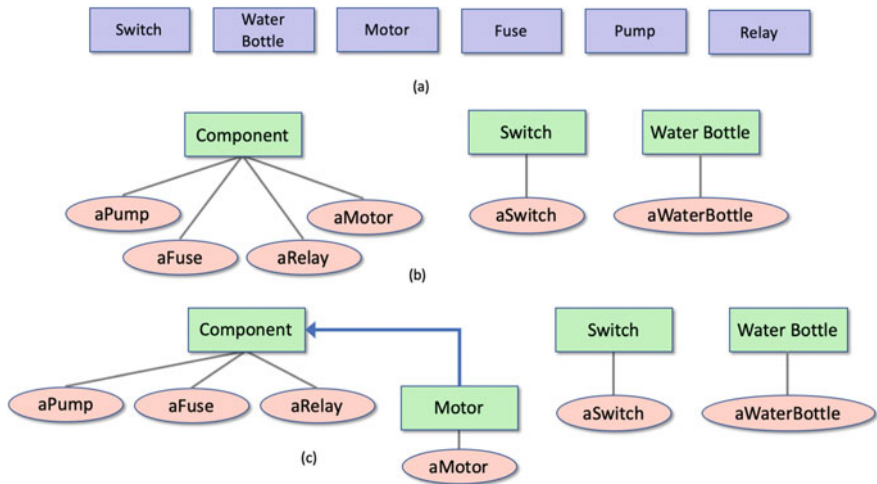 Switch
Water
Bottle
Motor
Fuse
Pump
Relay
(a)
Component
Switch
Water Bottle
aPump
aMotor
aSwitch
aWaterBottle
aFuse
aRelay
(b)
Component
Switch
Water Bottle
aPump
aFuse
aRelay
Motor
aSwitch
aWaterBottle
(c)
aMotor